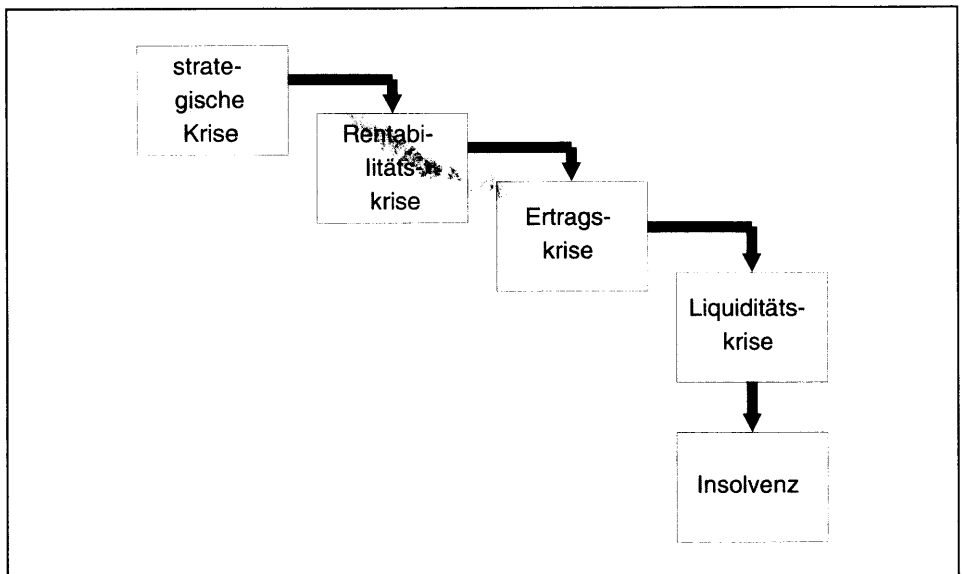 strate-
gische
Krise
Rentabi-
litäts-
krise
Ertrags-
krise
Liquiditäts-
krise
Insolvenz